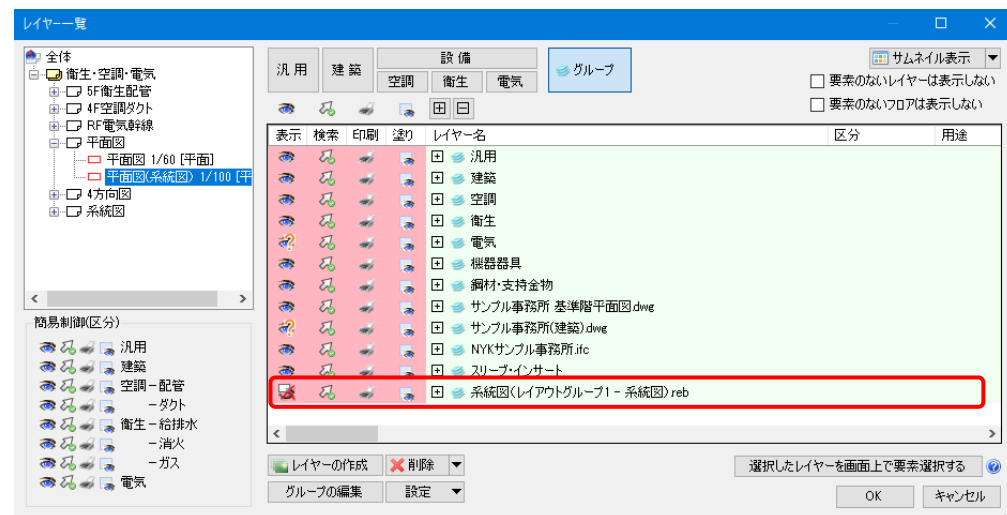 レイヤー一覧
全体
衛生・空調・電気
5F衛生配管
4F空調ダクト
RF電気幹線
平面図
平面図 1/60 [平面]
平面図(系統図) 1/100 [平
4方向図
系統図
簡易制御(区分)
汎用
建築
空調－配管
－ダクト
衛生－給排水
－消火
－ガス
電気
汎用 建築 設備 グループ
空調 衛生 電気
サムネイル表示
要素のないレイヤーは表示しない
要素のないフロアは表示しない
表示 検索 印刷 塗り レイヤー名 区分 用途
汎用
建築
空調
衛生
電気
機器器具
鋼材・支持金物
サンプル事務所 基準階平面図.dwg
サンプル事務所(建築).dwg
NYKサンプル事務所.ifc
スリーブ・インサート
系統図(レイアウトグループ1 - 系統図).reb
レイヤーの作成 削除 選択したレイヤーを画面上で要素選択する
グループの編集 設定 OK キャンセル